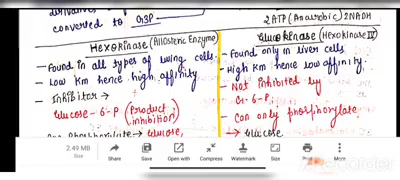 derivativ
converted to G3P
2ATP (Anarobic) 2NADH
Hexokinase (Allosteric Enzyme)
- Found in all types of living cells.
- Low Km hence high affinity
- Inhibitor →
Glucose - 6 - P (Product inhibition)
Glucose,
Glucokinase (Hexokinase IV)
- Found only in liver cells
- High Km hence low affinity.
- Not inhibited by
G - 6 - P.
- Can only phosphorylate
→ Glucose
2.49 MB
Share
Save
Open with
Compress
Watermark
Print
More